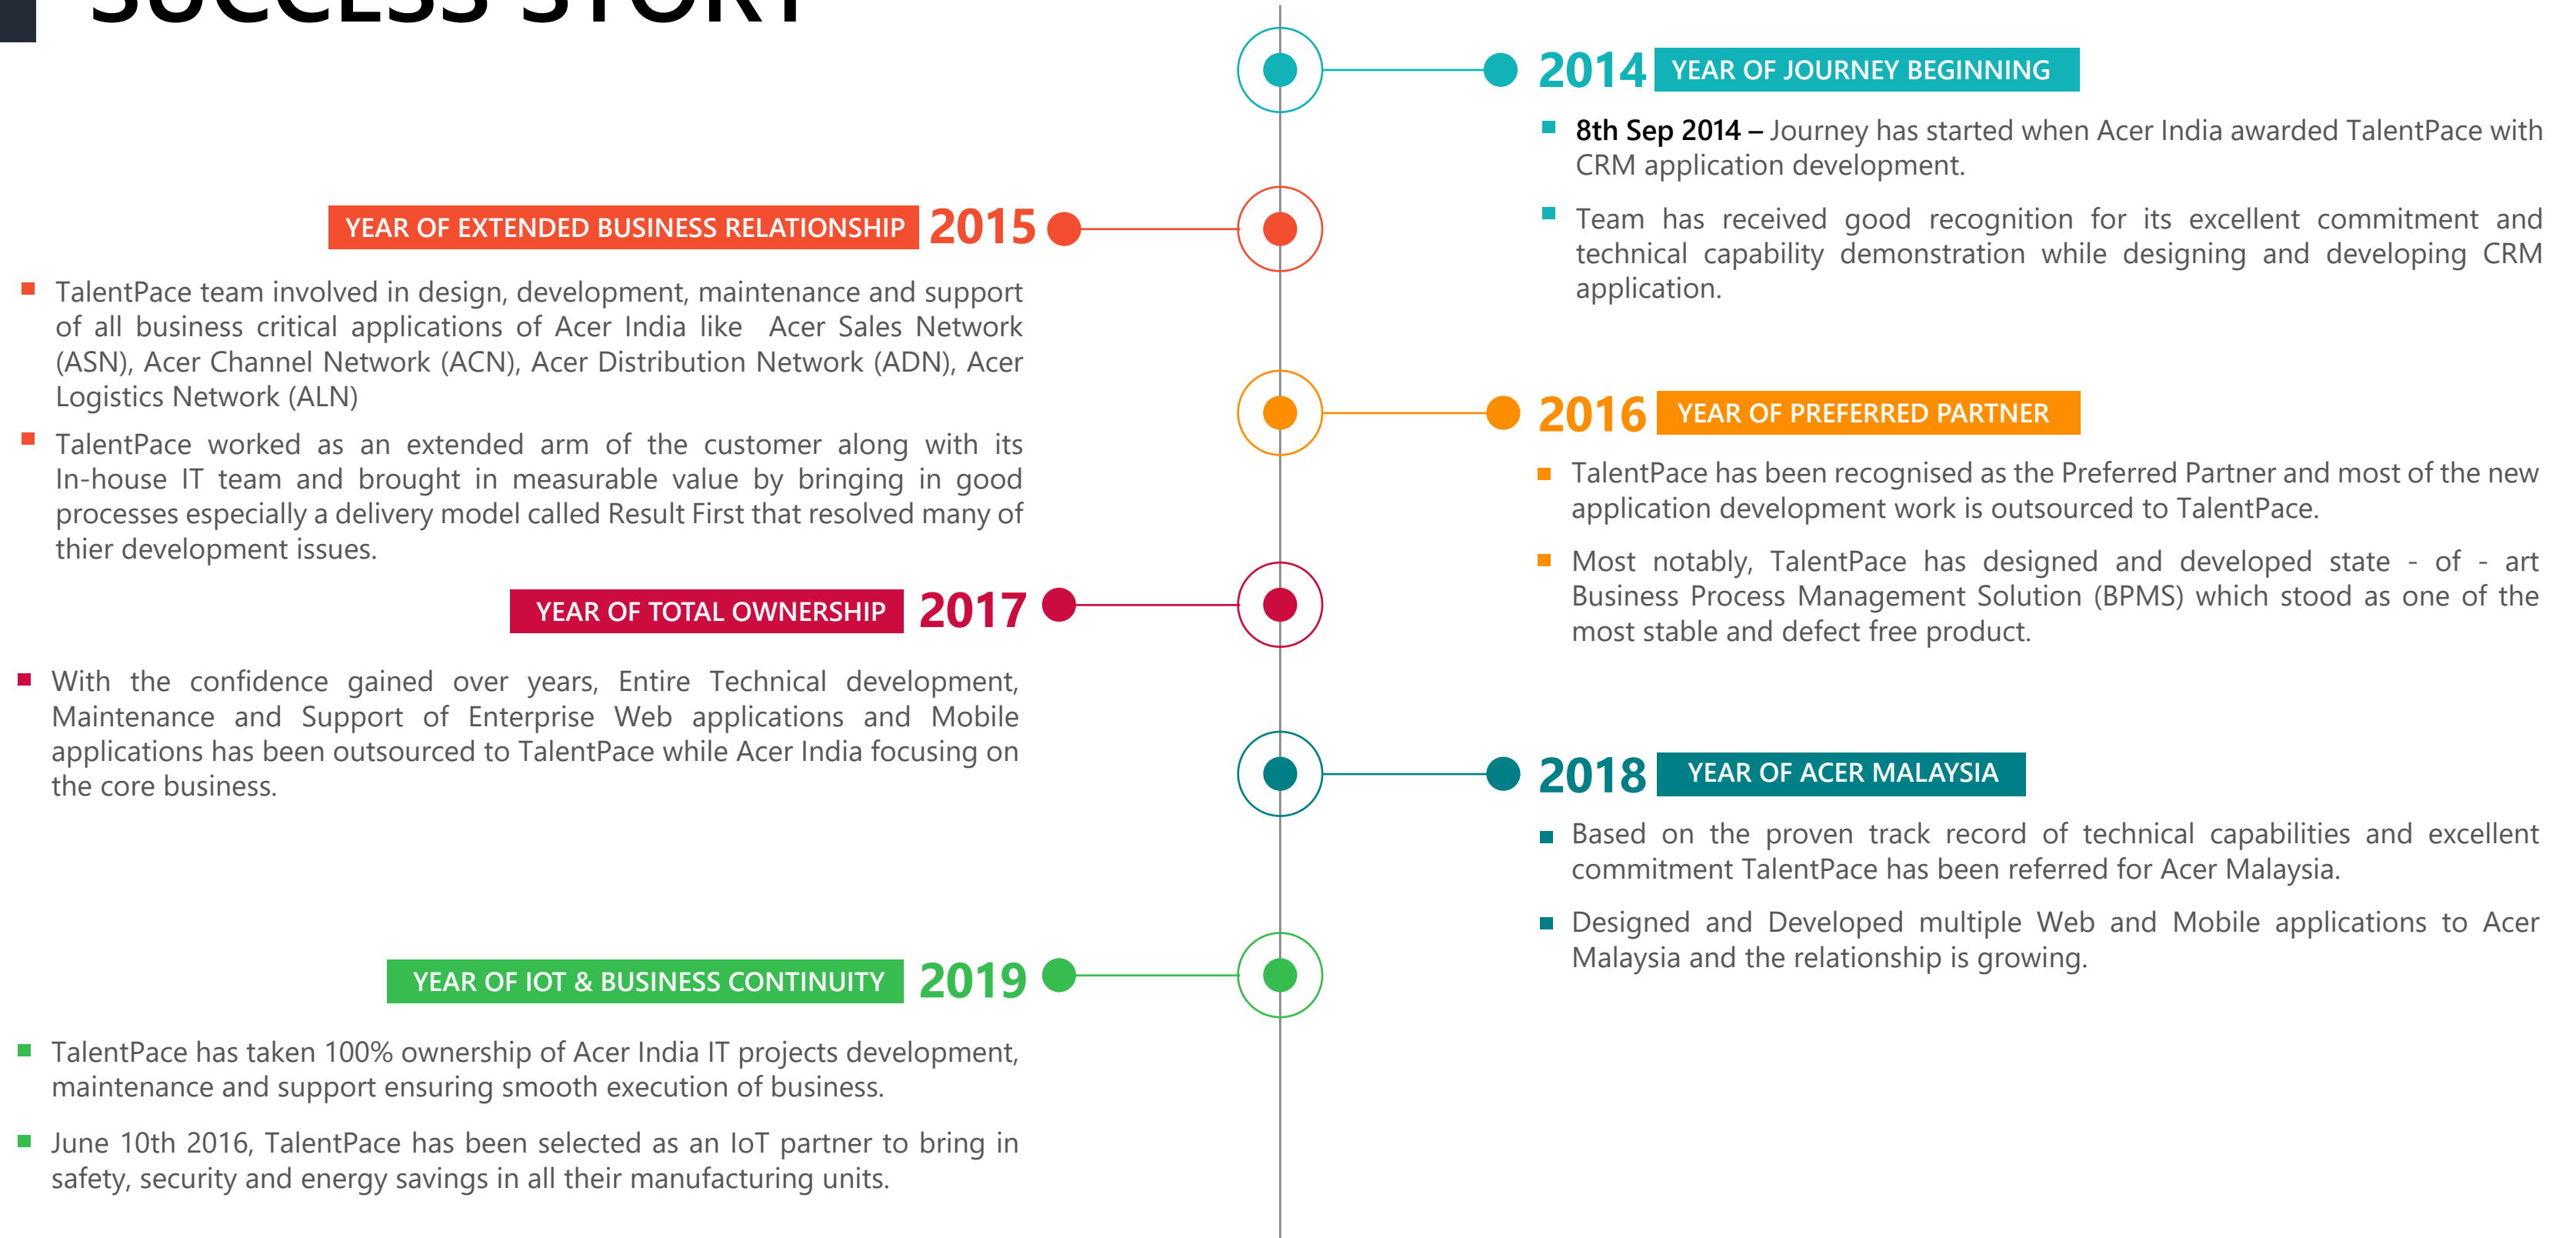 SUCCESS STORY
2014 YEAR OF JOURNEY BEGINNING
8th Sep 2014 – Journey has started when Acer India awarded TalentPace with
CRM application development.
Team has received good recognition for its excellent commitment and
technical capability demonstration while designing and developing CRM
application.
YEAR OF EXTENDED BUSINESS RELATIONSHIP 2015
TalentPace team involved in design, development, maintenance and support
of all business critical applications of Acer India like Acer Sales Network
(ASN), Acer Channel Network (ACN), Acer Distribution Network (ADN), Acer
Logistics Network (ALN)
TalentPace worked as an extended arm of the customer along with its
In-house IT team and brought in measurable value by bringing in good
processes especially a delivery model called Result First that resolved many of
thier development issues.
2016 YEAR OF PREFERRED PARTNER
TalentPace has been recognised as the Preferred Partner and most of the new
application development work is outsourced to TalentPace.
Most notably, TalentPace has designed and developed state - of - art
Business Process Management Solution (BPMS) which stood as one of the
most stable and defect free product.
YEAR OF TOTAL OWNERSHIP 2017
With the confidence gained over years, Entire Technical development,
Maintenance and Support of Enterprise Web applications and Mobile
applications has been outsourced to TalentPace while Acer India focusing on
the core business.
2018 YEAR OF ACER MALAYSIA
Based on the proven track record of technical capabilities and excellent
commitment TalentPace has been referred for Acer Malaysia.
Designed and Developed multiple Web and Mobile applications to Acer
Malaysia and the relationship is growing.
YEAR OF IOT & BUSINESS CONTINUITY 2019
TalentPace has taken 100% ownership of Acer India IT projects development,
maintenance and support ensuring smooth execution of business.
June 10th 2016, TalentPace has been selected as an IoT partner to bring in
safety, security and energy savings in all their manufacturing units.